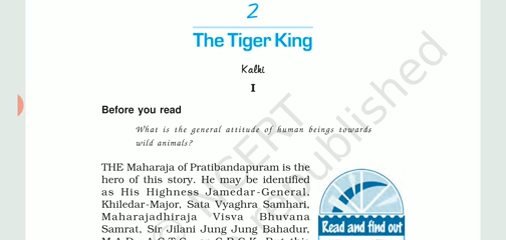 2
The Tiger King
Kalki
I
Before you read
What is the general attitude of human beings towards
wild animals?
THE Maharaja of Pratibandapuram is the
hero of this story. He may be identified
as His Highness Jamedar-General,
Khiledar-Major, Sata Vyaghra Samhari,
Maharajadhiraja Visva Bhuvana
Samrat, Sir Jilani Jung Jung Bahadur,
Read and find out